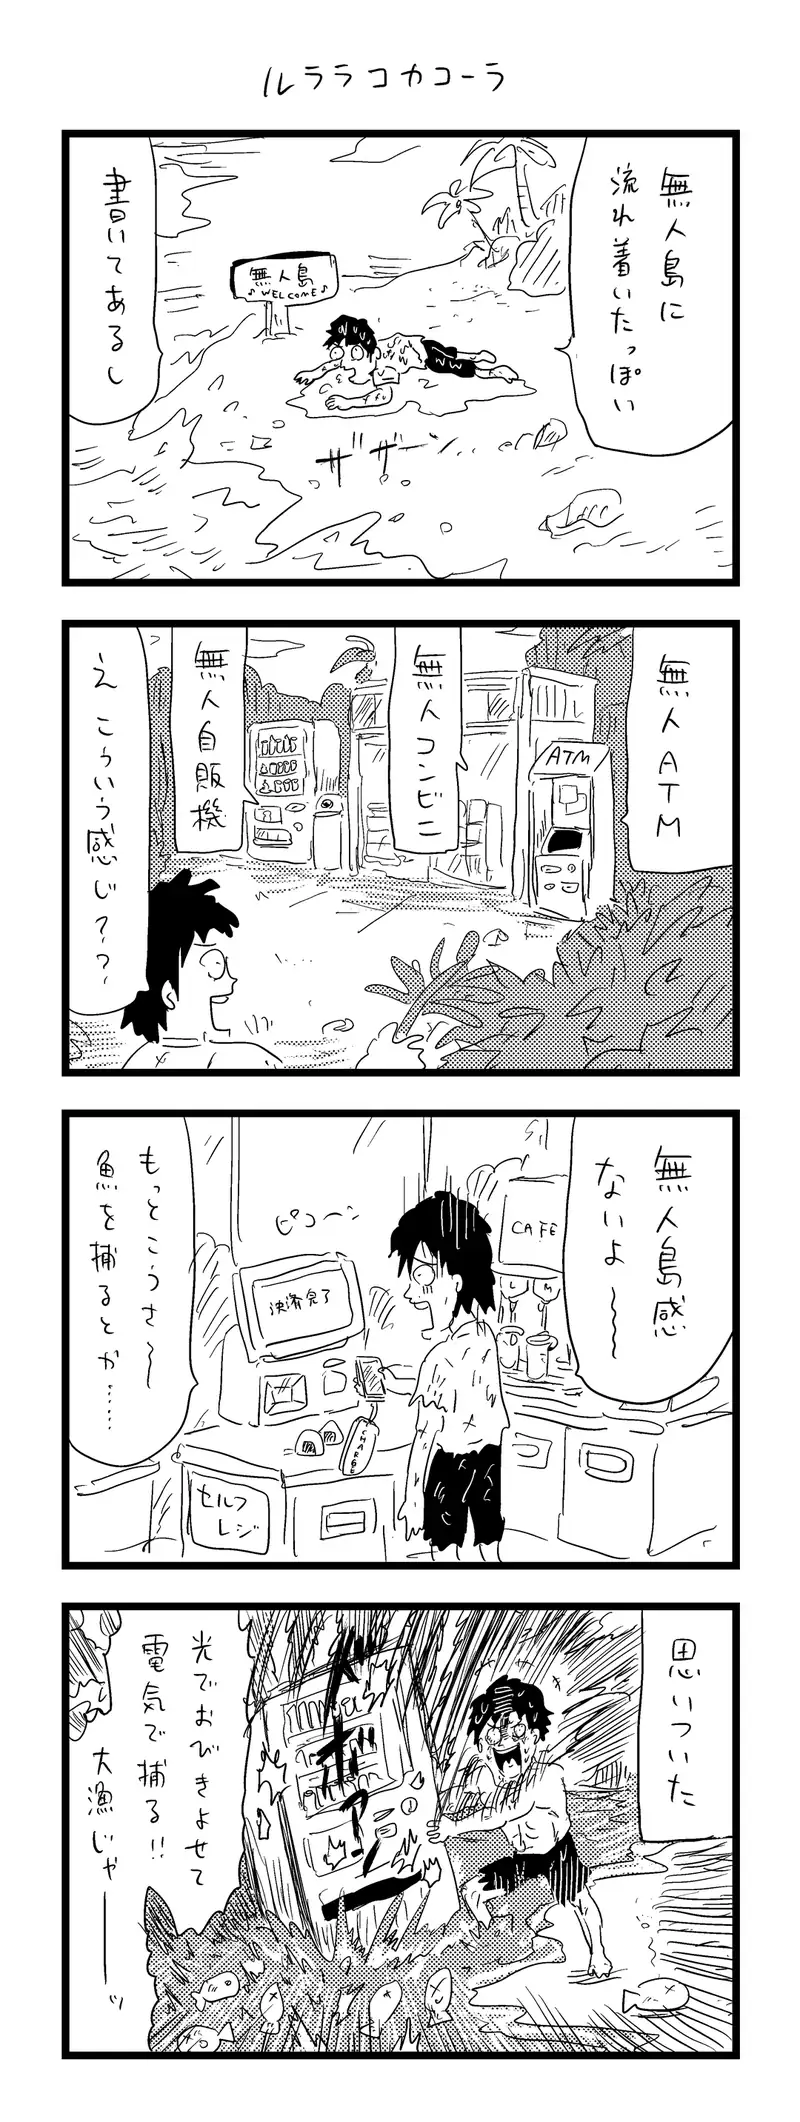 ルララコカコーラ
無人島に
流れ着いたっぽい
書いてあるし
無人島
♪WELCOME♪
ザザーン
無人ATM
無人コンビニ
無人自販機
え こういう感じ???
ATM
無人島感
ないよ〜〜
もっとこうさ〜
魚を捕るとか……
ピコーン
決済完了
CAFE
L
M
CHARGE
セルフ
レジ
思いついた
光でおびきよせて
電気で捕る!!
大漁じゃーーッ